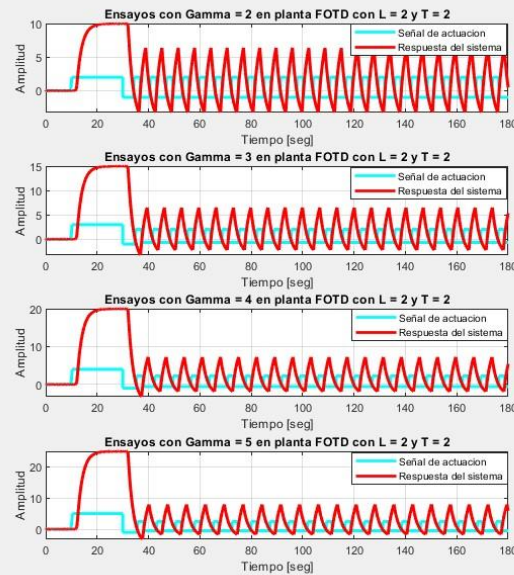 Ensayos con Gamma = 2 en planta FOTD con L = 2 y T = 2
Amplitud
10
5
0
Señal de actuacion
Respuesta del sistema
0 20 40 60 80 100 120 140 160 180
Tiempo [seg]
Ensayos con Gamma = 3 en planta FOTD con L = 2 y T = 2
Amplitud
15
10
5
0
Señal de actuacion
Respuesta del sistema
0 20 40 60 80 100 120 140 160 180
Tiempo [seg]
Ensayos con Gamma = 4 en planta FOTD con L = 2 y T = 2
Amplitud
20
10
0
Señal de actuacion
Respuesta del sistema
0 20 40 60 80 100 120 140 160 180
Tiempo [seg]
Ensayos con Gamma = 5 en planta FOTD con L = 2 y T = 2
Amplitud
20
10
0
Señal de actuacion
Respuesta del sistema
0 20 40 60 80 100 120 140 160 180
Tiempo [seg]